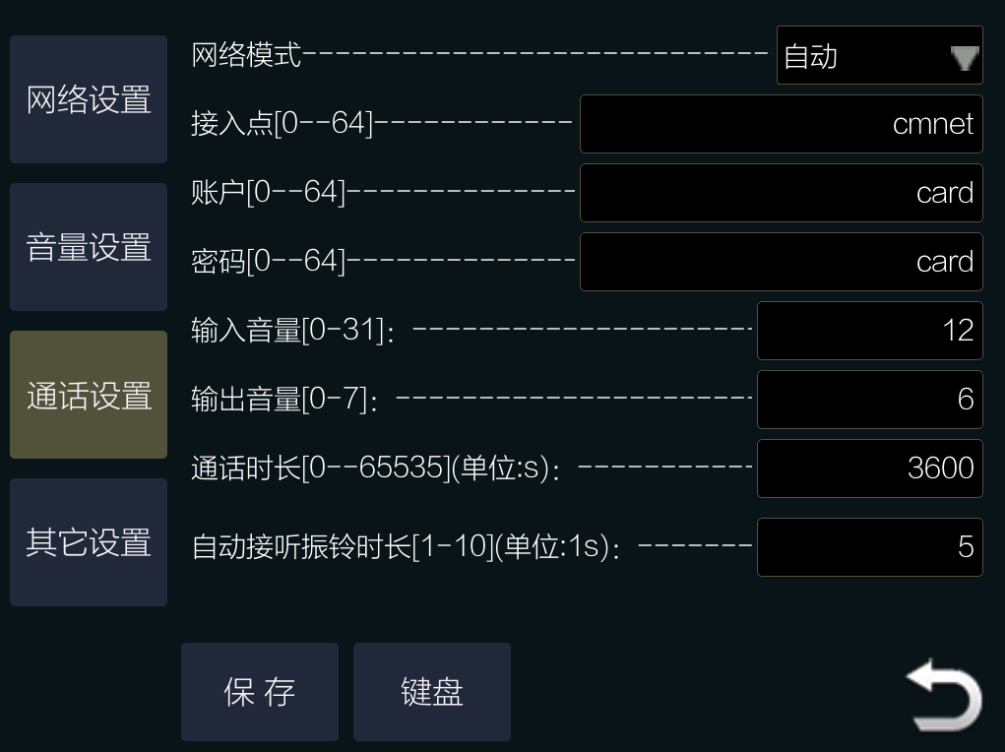 网络设置
音量设置
通话设置
其它设置
网络模式---------------------------- 自动
接入点[0--64]------------ cmnet
账户[0--64]-------------- card
密码[0--64]-------------- card
输入音量[0-31]: -------------------- 12
输出音量[0-7]: --------------------- 6
通话时长[0--65535](单位:s): ---------- 3600
自动接听振铃时长[1-10](单位:1s): ------- 5
保 存
键盘